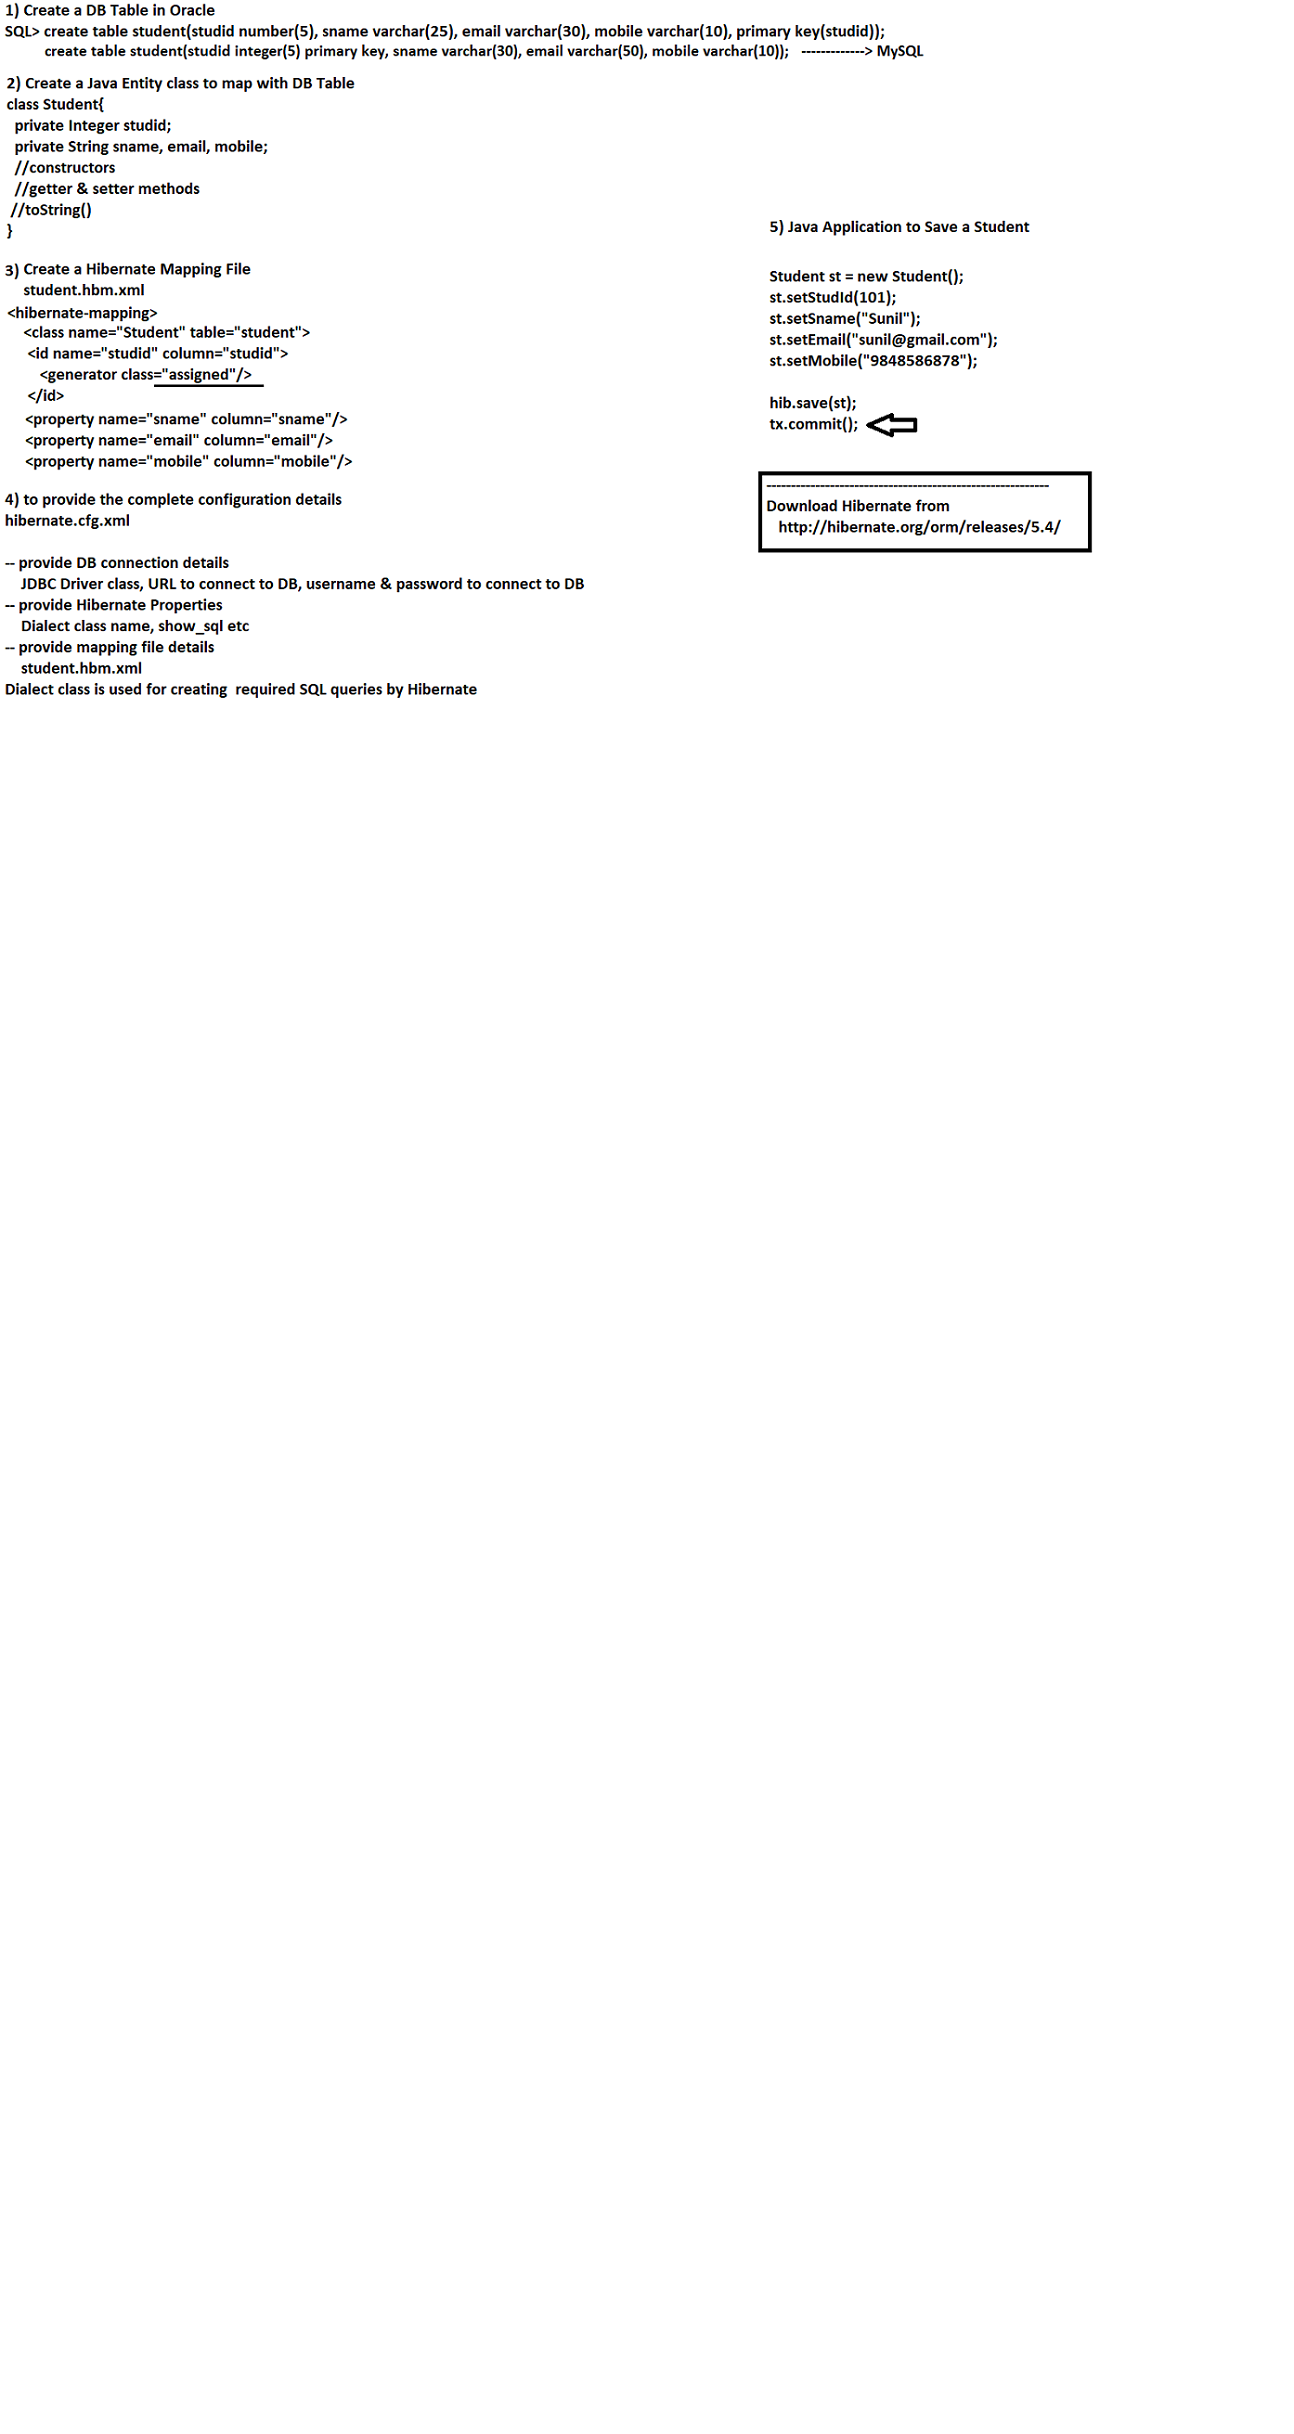 1) Create a DB Table in Oracle
SQL> create table student(studid number(5), sname varchar(25), email varchar(30), mobile varchar(10), primary key(studid));
create table student(studid integer(5) primary key, sname varchar(30), email varchar(50), mobile varchar(10)); -------------> MySQL
2) Create a Java Entity class to map with DB Table
class Student{
private Integer studid;
private String sname, email, mobile;
//constructors
//getter & setter methods
//toString()
}
3) Create a Hibernate Mapping File
student.hbm.xml
<hibernate-mapping>
<class name="Student" table="student">
<id name="studid" column="studid">
<generator class="assigned"/>
</id>
<property name="sname" column="sname"/>
<property name="email" column="email"/>
<property name="mobile" column="mobile"/>
4) to provide the complete configuration details
hibernate.cfg.xml
-- provide DB connection details
JDBC Driver class, URL to connect to DB, username & password to connect to DB
-- provide Hibernate Properties
Dialect class name, show_sql etc
-- provide mapping file details
student.hbm.xml
Dialect class is used for creating  required SQL queries by Hibernate
5) Java Application to Save a Student
Student st = new Student();
st.setStudId(101);
st.setSname("Sunil");
st.setEmail("sunil@gmail.com");
st.setMobile("9848586878");
hib.save(st);
tx.commit();
----------------------------------------------------------
Download Hibernate from
http://hibernate.org/orm/releases/5.4/